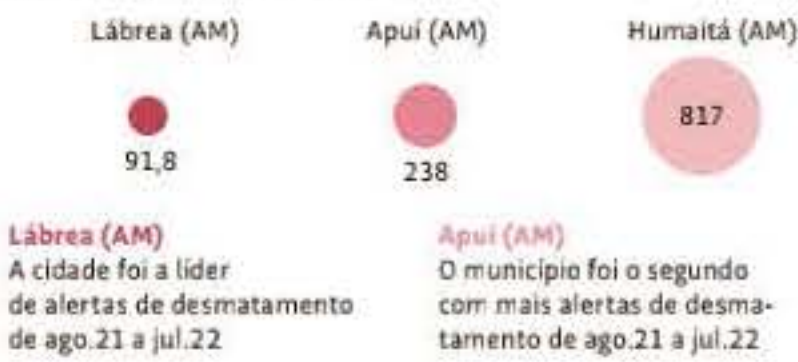 Lábrea (AM)
Apuí (AM)
Humaitá (AM)
91,8
238
817
Lábrea (AM)
A cidade foi a líder
de alertas de desmatamento
de ago.21 a jul.22
Apuí (AM)
O município foi o segundo
com mais alertas de desma-
tamento de ago.21 a jul.22